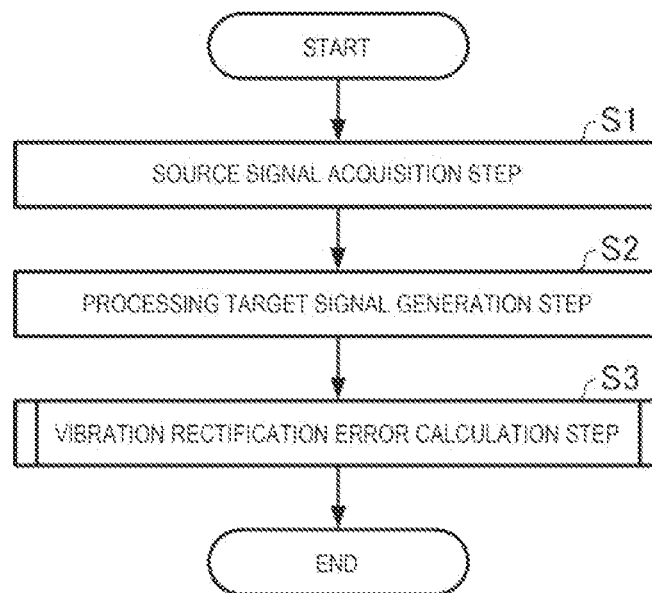 START
S1
SOURCE SIGNAL ACQUISITION STEP
S2
PROCESSING TARGET SIGNAL GENERATION STEP
S3
VIBRATION RECTIFICATION ERROR CALCULATION STEP
END